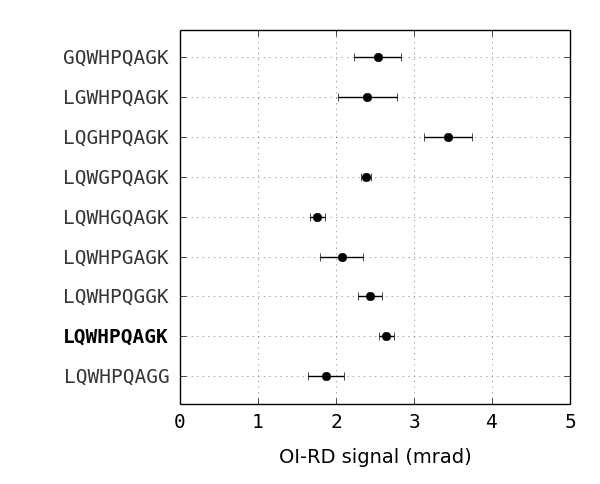 GQWHPQAGK
LGWHPQAGK
LQGHPQAGK
LQWGPQAGK
LQWHGQAGK
LQWHPGAGK
LQWHPQGGK
LQWHPQAGK
LQWHPQAGG
0 1 2 3 4 5
OI-RD signal (mrad)